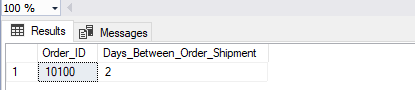 100 %
Results Messages
Order_ID Days_Between_Order_Shipment
1 10100 2